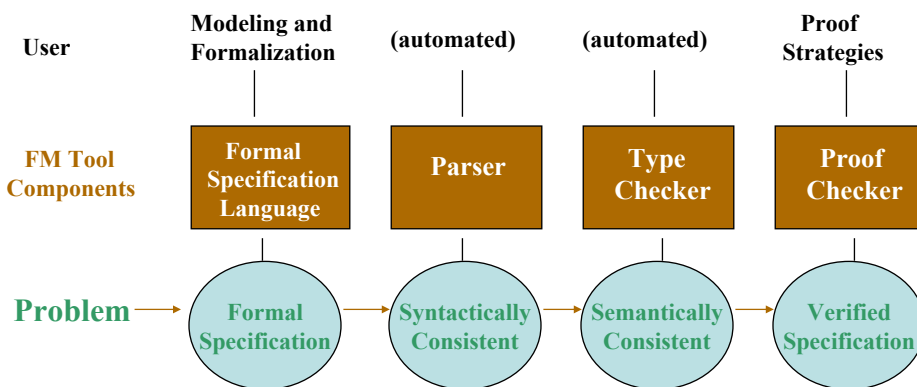 User
Modeling and
Formalization
(automated)
(automated)
Proof
Strategies
FM Tool
Components
Formal
Specification
Language
Parser
Type
Checker
Proof
Checker
Problem
Formal
Specification
Syntactically
Consistent
Semantically
Consistent
Verified
Specification